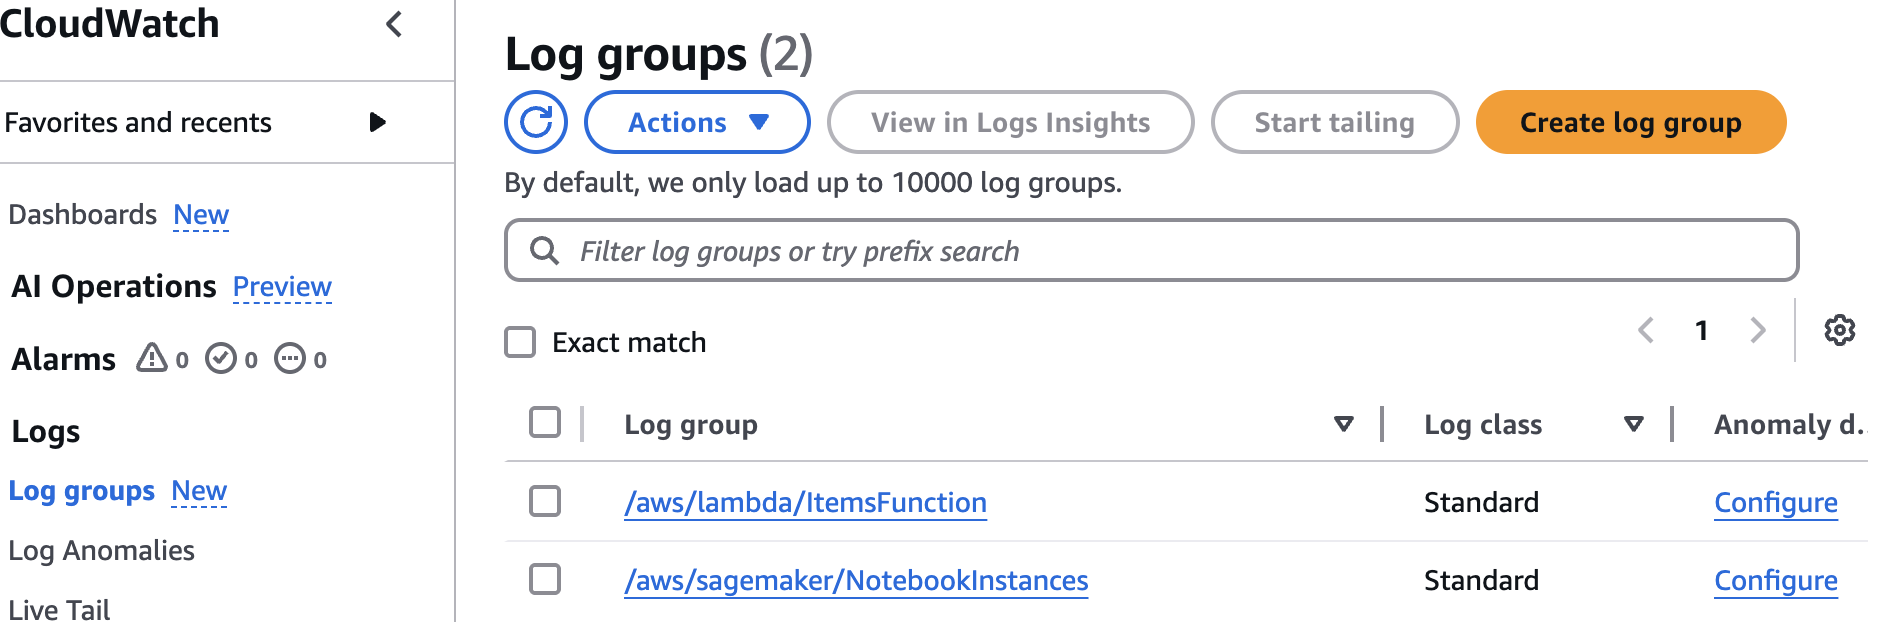 CloudWatch
Favorites and recents
Dashboards New
AI Operations Preview
Alarms 0 0 0
Logs
Log groups New
Log Anomalies
Live Tail
Log groups (2)
Actions View in Logs Insights Start tailing Create log group
By default, we only load up to 10000 log groups.
Filter log groups or try prefix search
Exact match
1
Log group Log class Anomaly d..
/aws/lambda/ItemsFunction Standard Configure
/aws/sagemaker/NotebookInstances Standard Configure